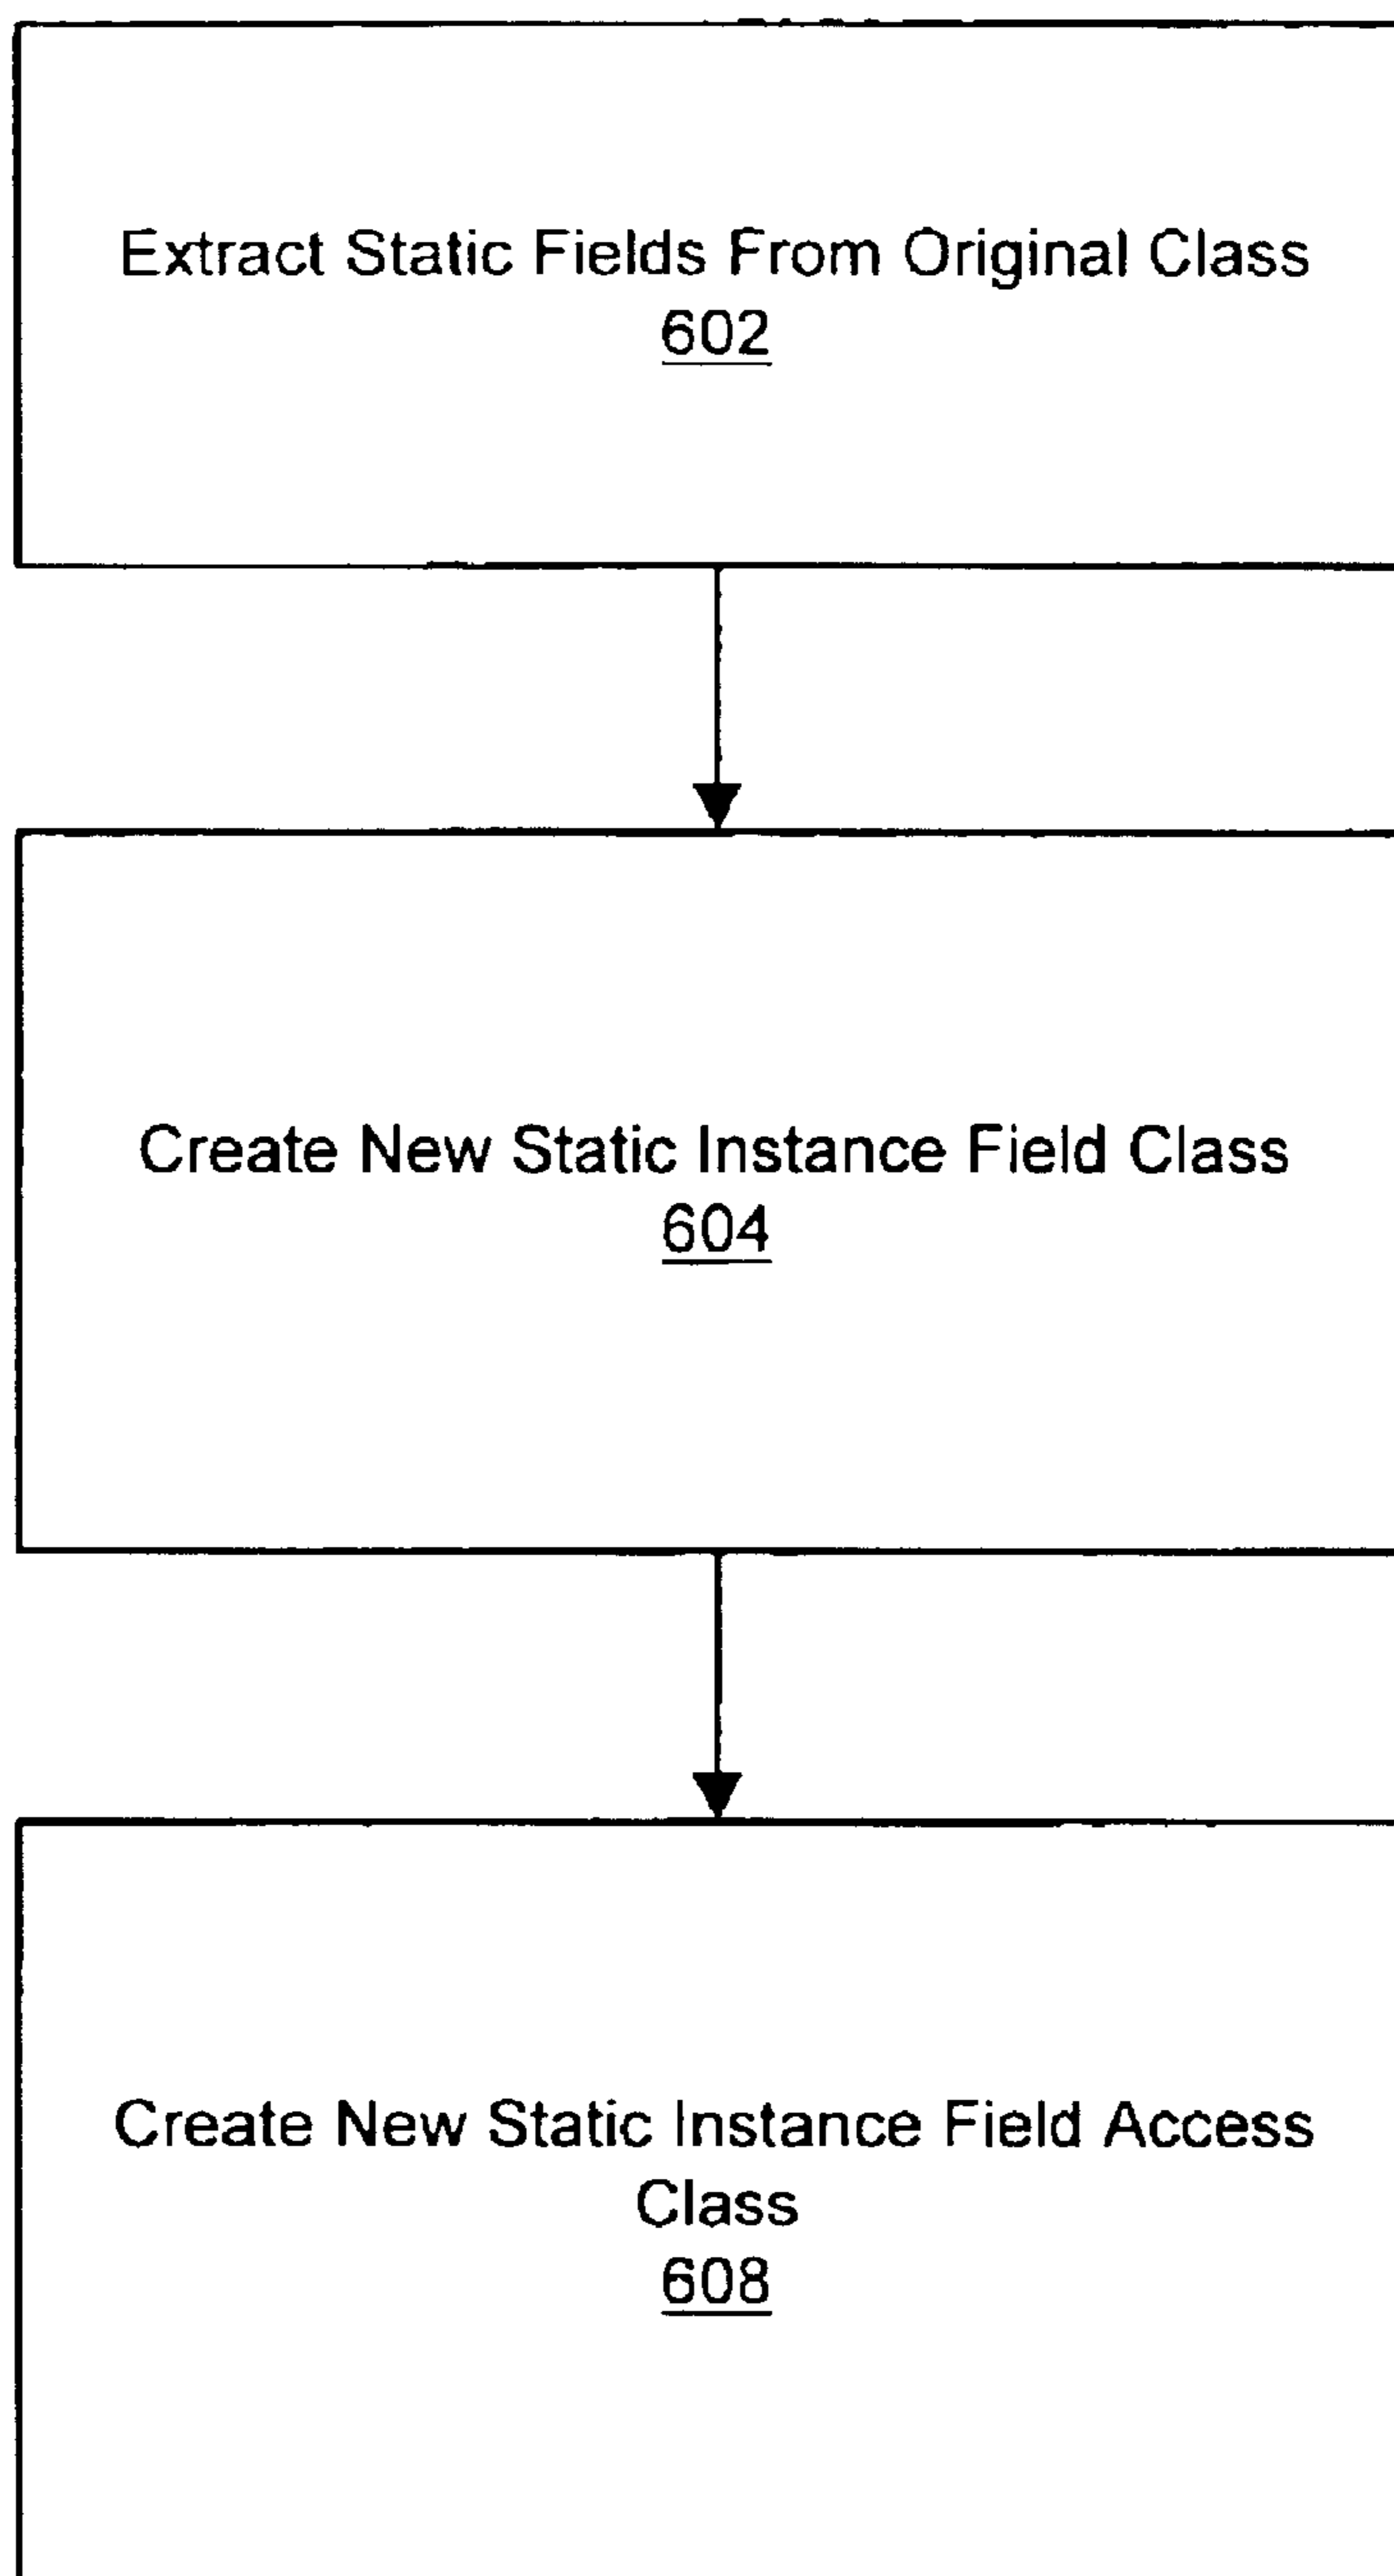 Extract Static Fields From Original Class
602
Create New Static Instance Field Class
604
Create New Static Instance Field Access
Class
608